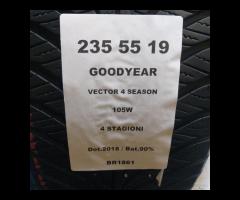 235 55 19
GOODYEAR
VECTOR 4 SEASON
105W
4 STAGIONI
Dot.2018 / Bat.90%
BR1861